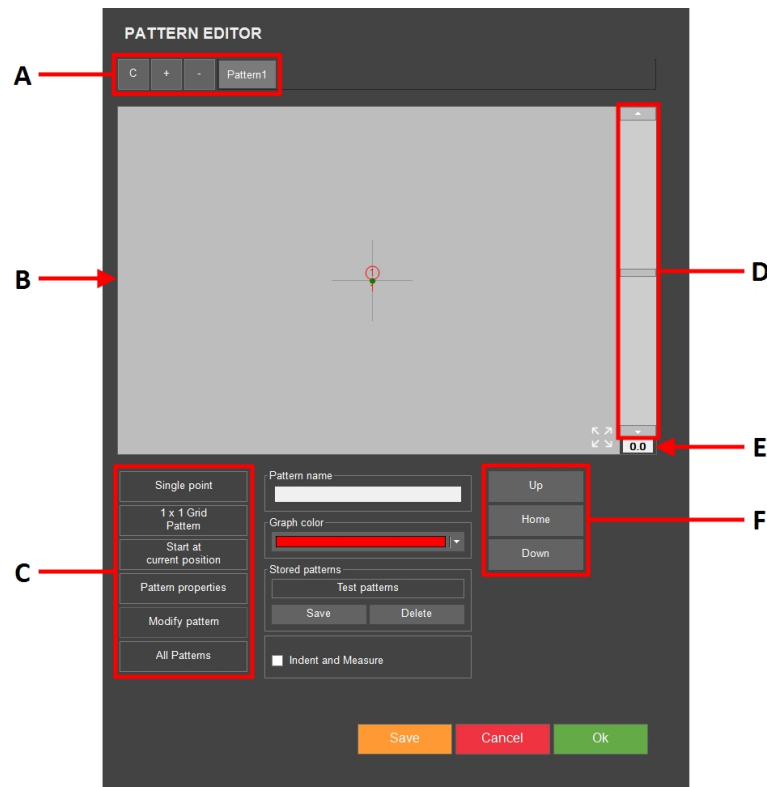 PATTERN EDITOR
A
C + - Pattern1
B
1
D
0.0
E
Single point
Pattern name
Up
1 x 1 Grid
Pattern
Graph color
Home
F
Start at
current position
Down
Stored patterns
C
Pattern properties
Test patterns
Save Delete
Modify pattern
All Patterns
Indent and Measure
Save Cancel Ok